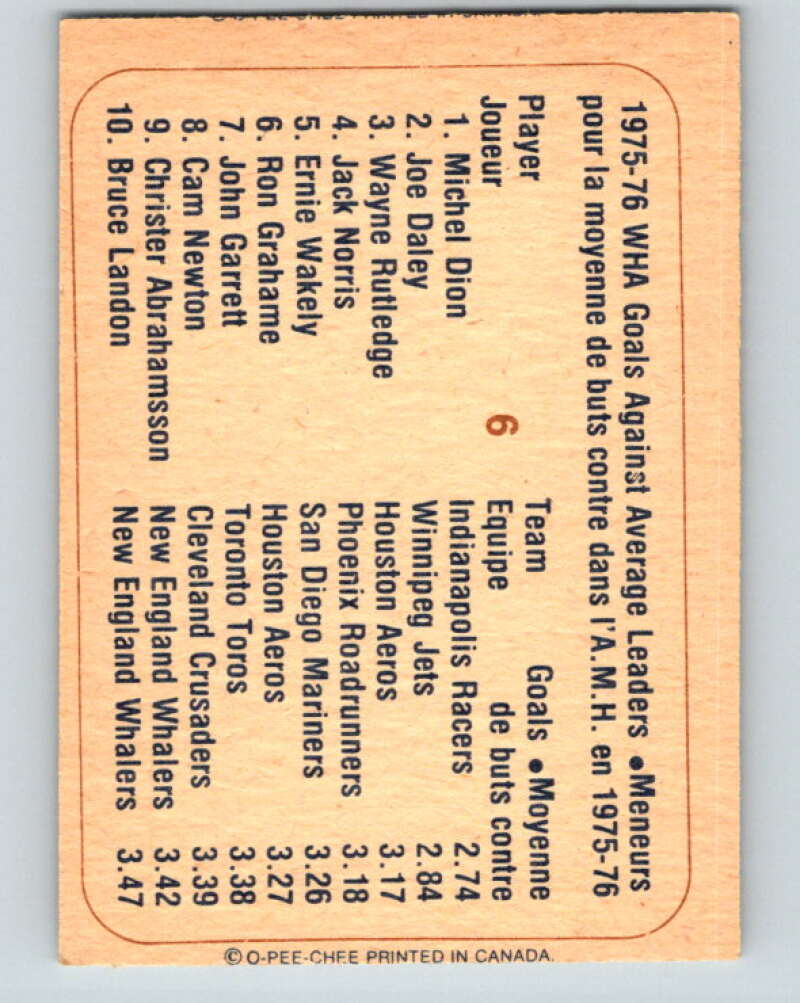 1975-76 WHA Goals Against Average Leaders •Meneurs
pour la moyenne de buts contre dans l'A.M.H. en 1975-76
Player Team Goals •Moyenne
Joueur 6 Equipe de buts contre
1. Michel Dion Indianapolis Racers 2.74
2. Joe Daley Winnipeg Jets 2.84
3. Wayne Rutledge Houston Aeros 3.17
4. Jack Norris Phoenix Roadrunners 3.18
5. Ernie Wakely San Diego Mariners 3.26
6. Ron Grahame Houston Aeros 3.27
7. John Garrett Toronto Toros 3.38
8. Cam Newton Cleveland Crusaders 3.39
9. Christer Abrahamsson New England Whalers 3.42
10. Bruce Landon New England Whalers 3.47
© O-PEE-CHEE PRINTED IN CANADA.